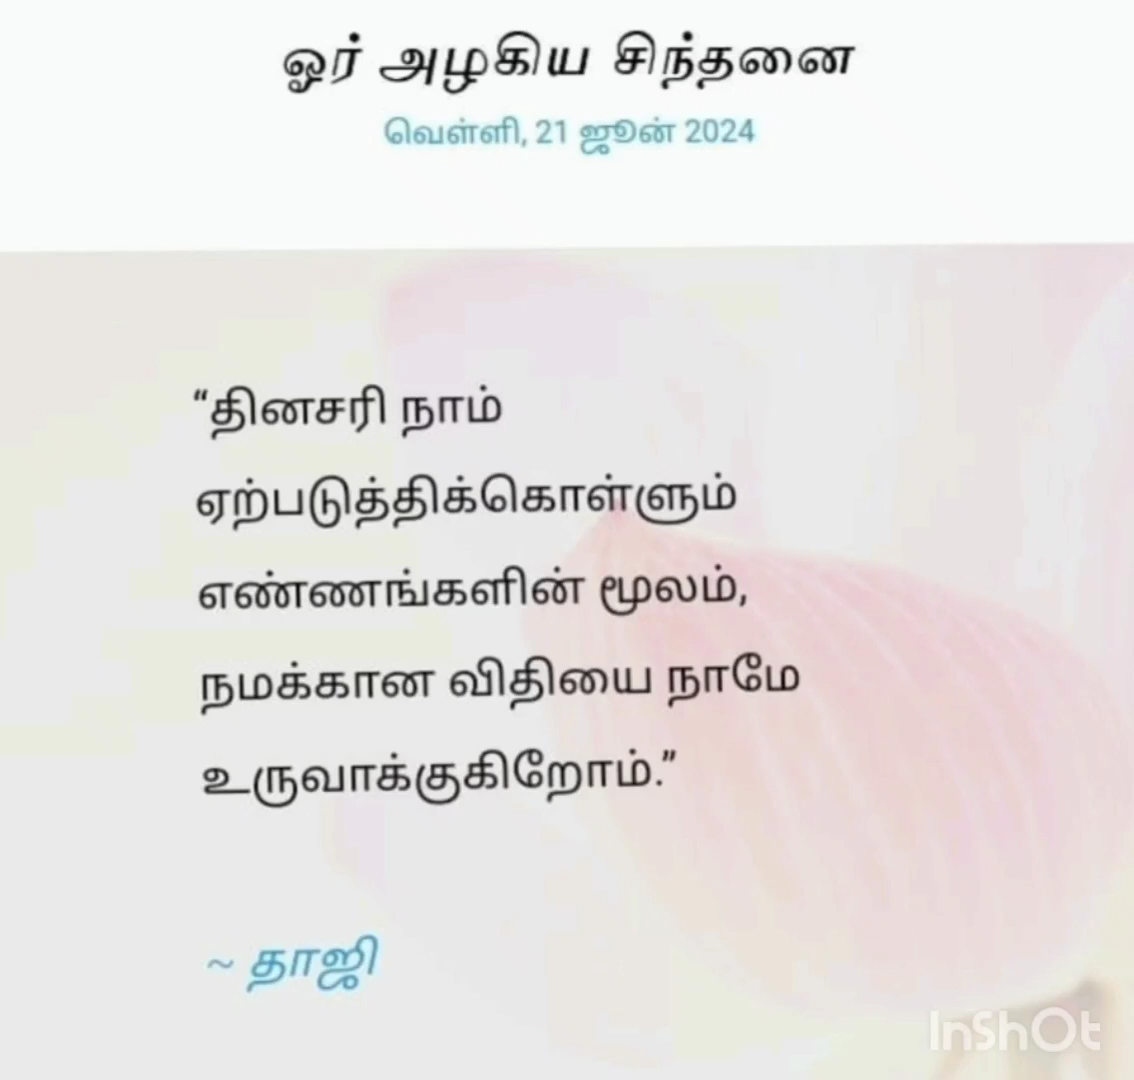 ஓர் அழகிய சிந்தனை
வெள்ளி, 21 ஜூன் 2024
“தினசரி நாம்
ஏற்படுத்திக்கொள்ளும்
எண்ணங்களின் மூலம்,
நமக்கான விதியை நாமே
உருவாக்குகிறோம்.”
~ தாஜி
InShOt